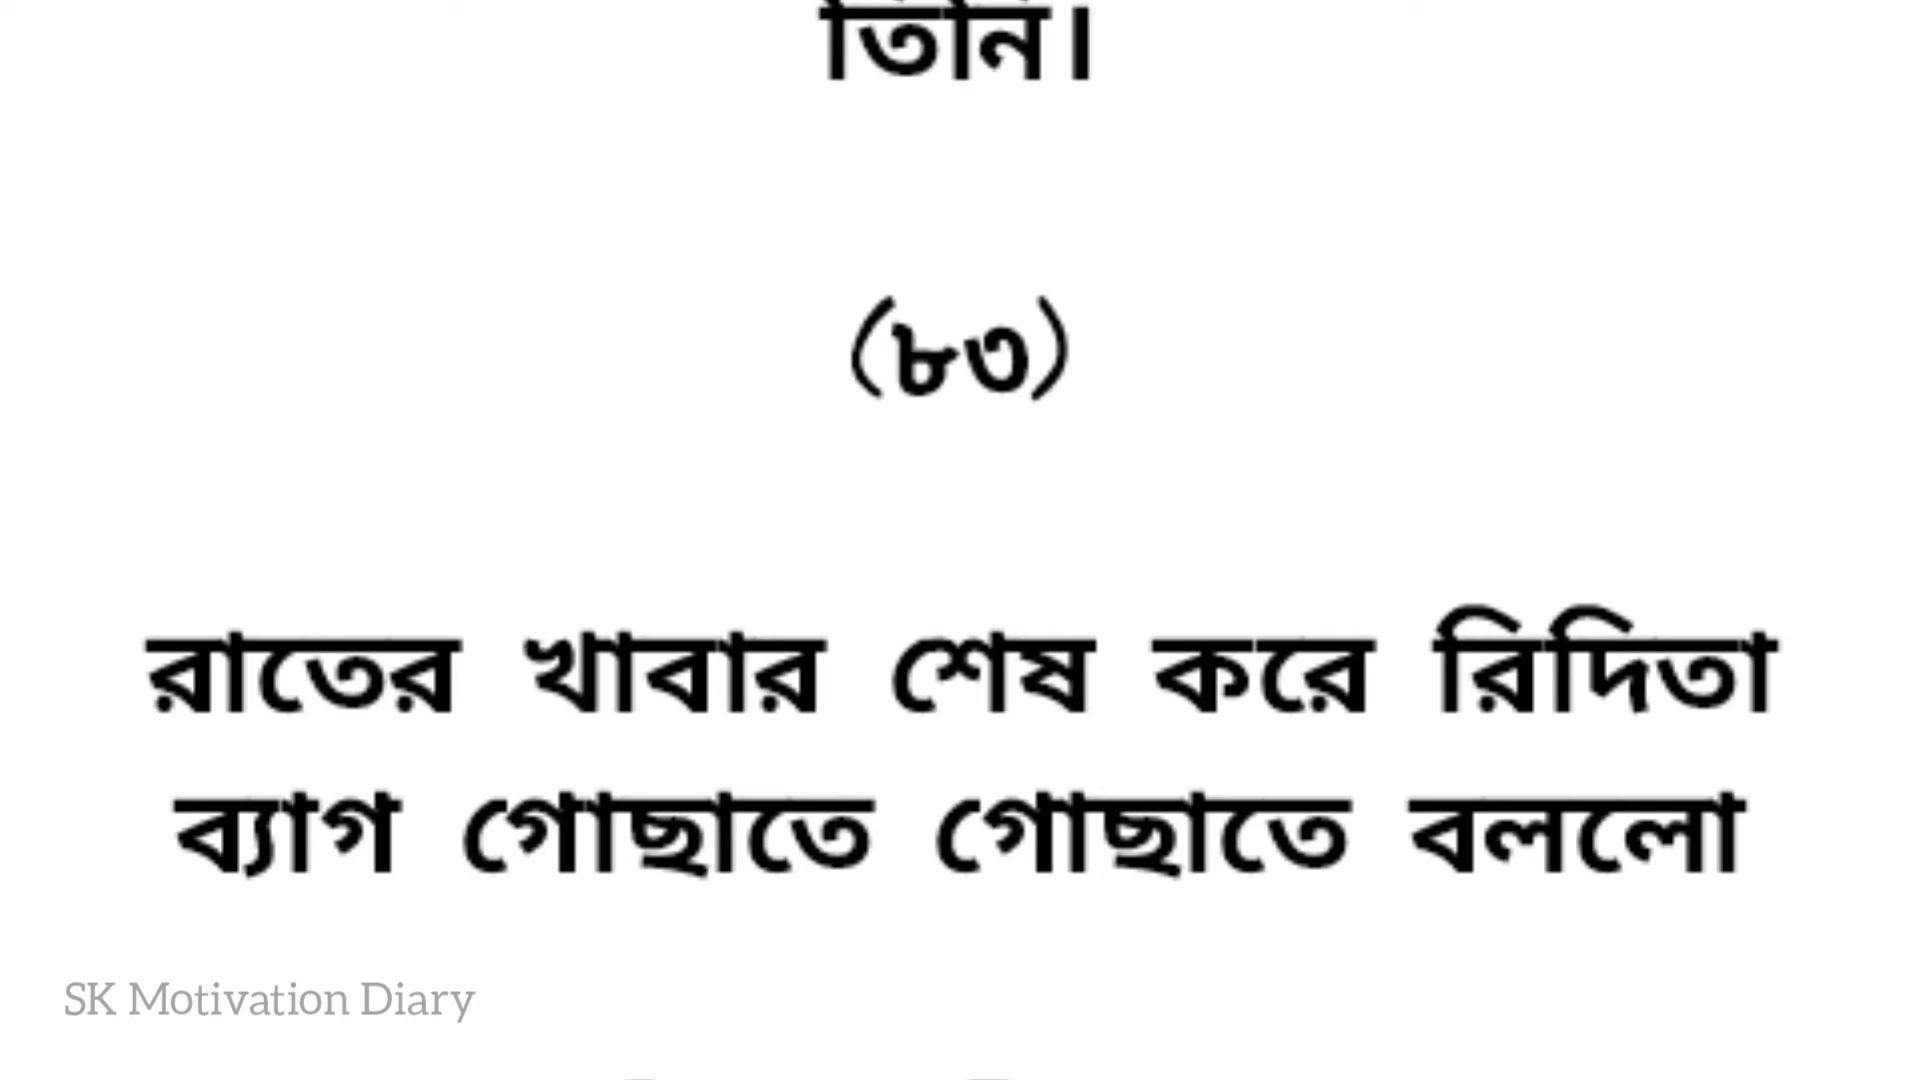 তিনি।
(৮৩)
রাতের খাবার শেষ করে রিদিতা
ব্যাগ গোছাতে গোছাতে বললো
SK Motivation Diary